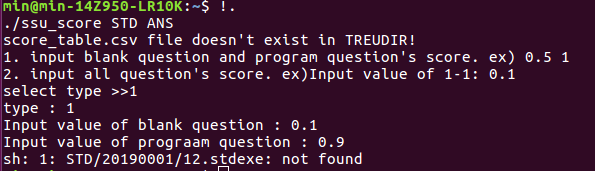 min@min-14Z950-LR10K:~$ !.
./ssu_score STD ANS
score_table.csv file doesn't exist in TREUDIR!
1. input blank question and program question's score. ex) 0.5 1
2. input all question's score. ex)Input value of 1-1: 0.1
select type >>1
type : 1
Input value of blank question : 0.1
Input value of prograam question : 0.9
sh: 1: STD/20190001/12.stdexe: not found